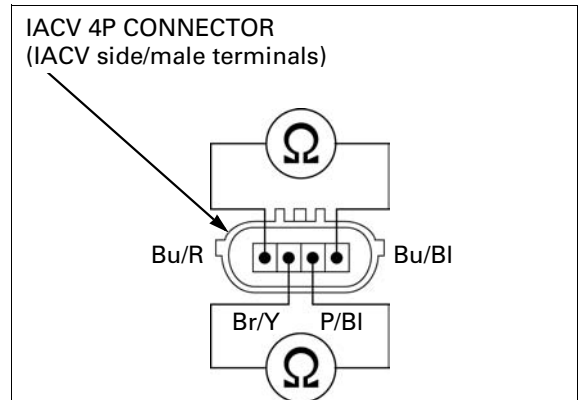 IACV 4P CONNECTOR
(IACV side/male terminals)
Ω
Bu/R Bu/Bl
Br/Y P/Bl
Ω